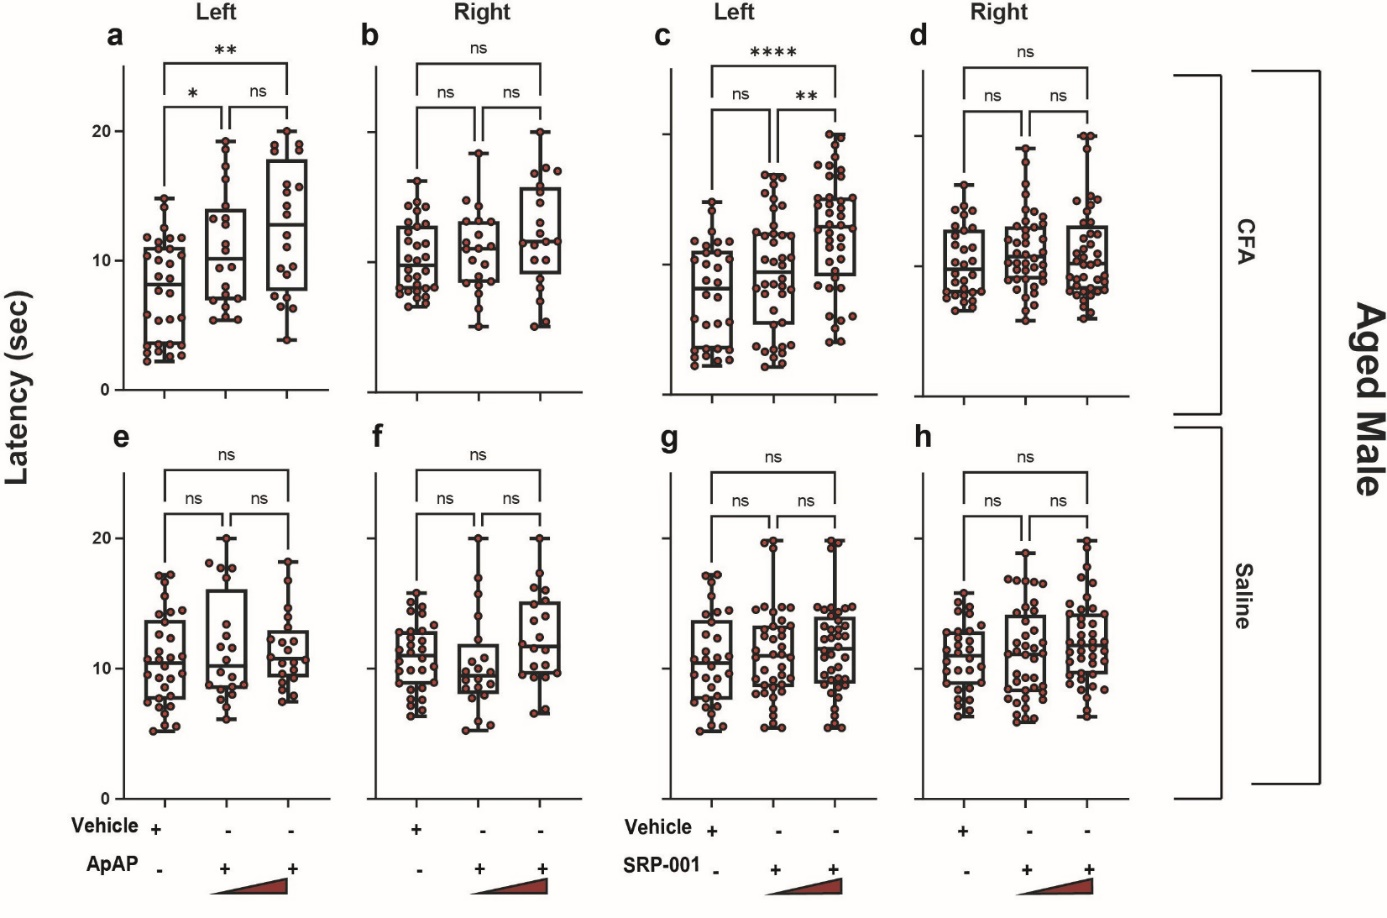 Left Right Left Right
a b c d
** ns **** ns
* ns ns ns ns ns
ns ** ns ns
20
10
0
CFA
Latency (sec)
Aged Male
e f g h
ns ns ns ns
ns ns ns ns ns ns ns ns
20
10
0
Saline
Vehicle + - - + - - Vehicle + - - + - -
ApAP - + + - + + SRP-001 - + + - + +